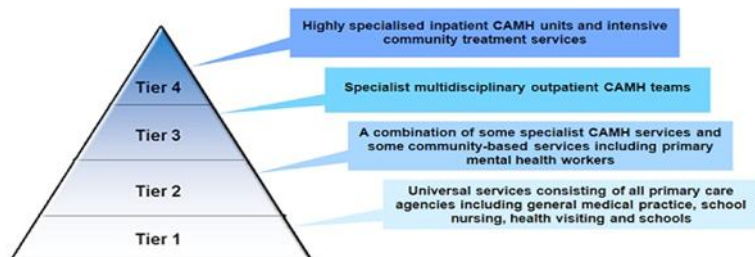 Highly specialised inpatient CAMH units and intensive
community treatment services
Tier 4
Specialist multidisciplinary outpatient CAMH teams
Tier 3
A combination of some specialist CAMH services and
some community-based services including primary
mental health workers
Tier 2
Universal services consisting of all primary care
agencies including general medical practice, school
nursing, health visiting and schools
Tier 1